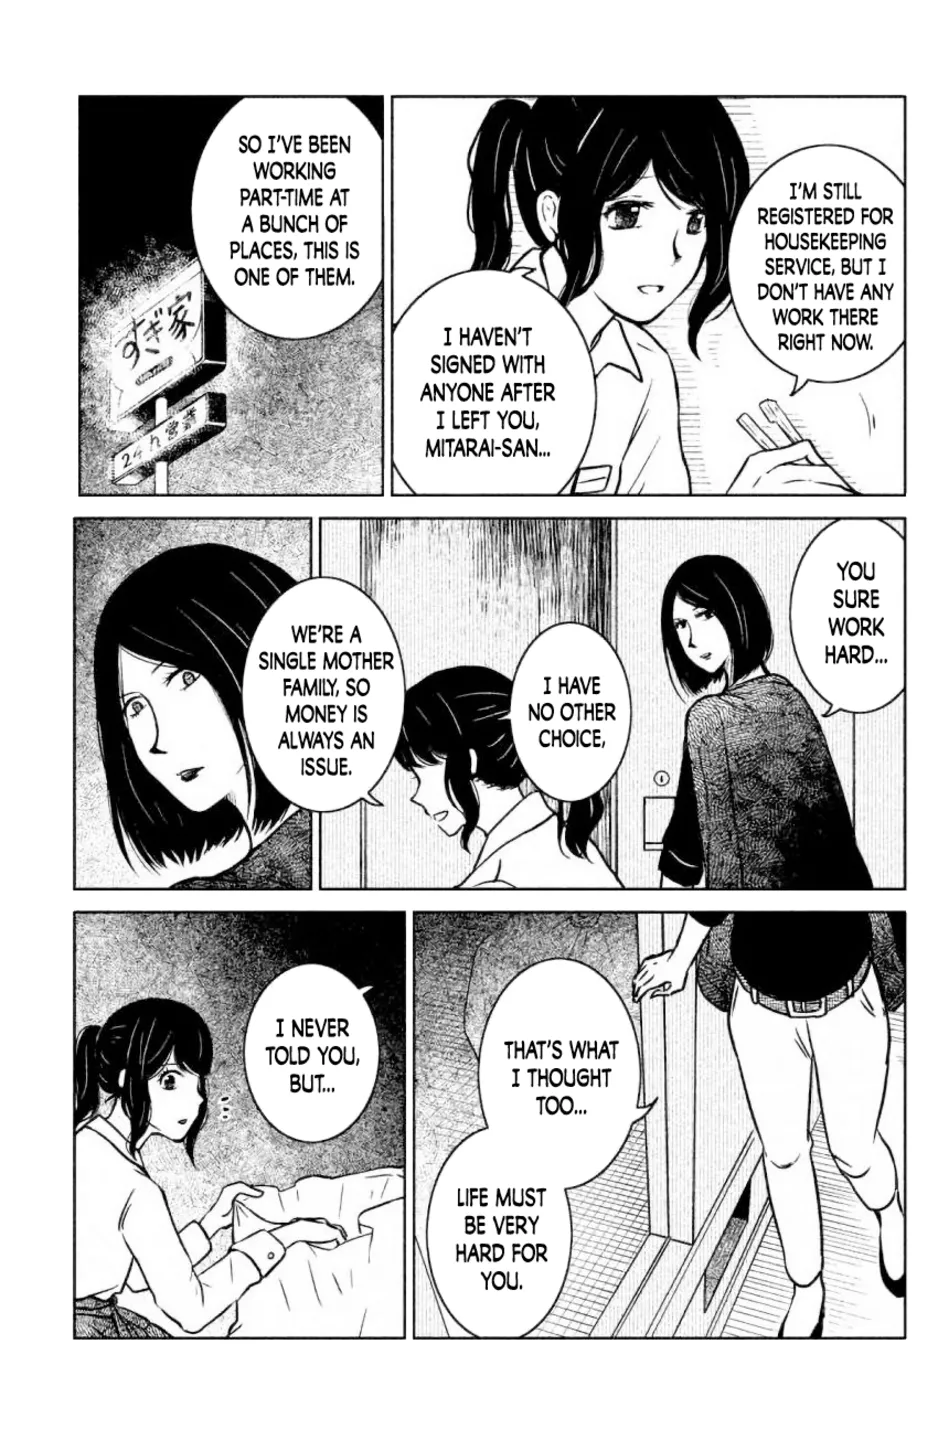 I'M STILL
REGISTERED FOR
HOUSEKEEPING
SERVICE, BUT I
DON'T HAVE ANY
WORK THERE
RIGHT NOW.
I HAVEN'T
SIGNED WITH
ANYONE AFTER
I LEFT YOU,
MITARAI-SAN...
SO I'VE BEEN
WORKING
PART-TIME AT
A BUNCH OF
PLACES, THIS IS
ONE OF THEM.
すぎ家
YOU
SURE
WORK
HARD...
I HAVE
NO OTHER
CHOICE,
WE'RE A
SINGLE MOTHER
FAMILY, SO
MONEY IS
ALWAYS AN
ISSUE.
THAT'S WHAT
I THOUGHT
TOO...
LIFE MUST
BE VERY
HARD FOR
YOU.
I NEVER
TOLD YOU,
BUT...